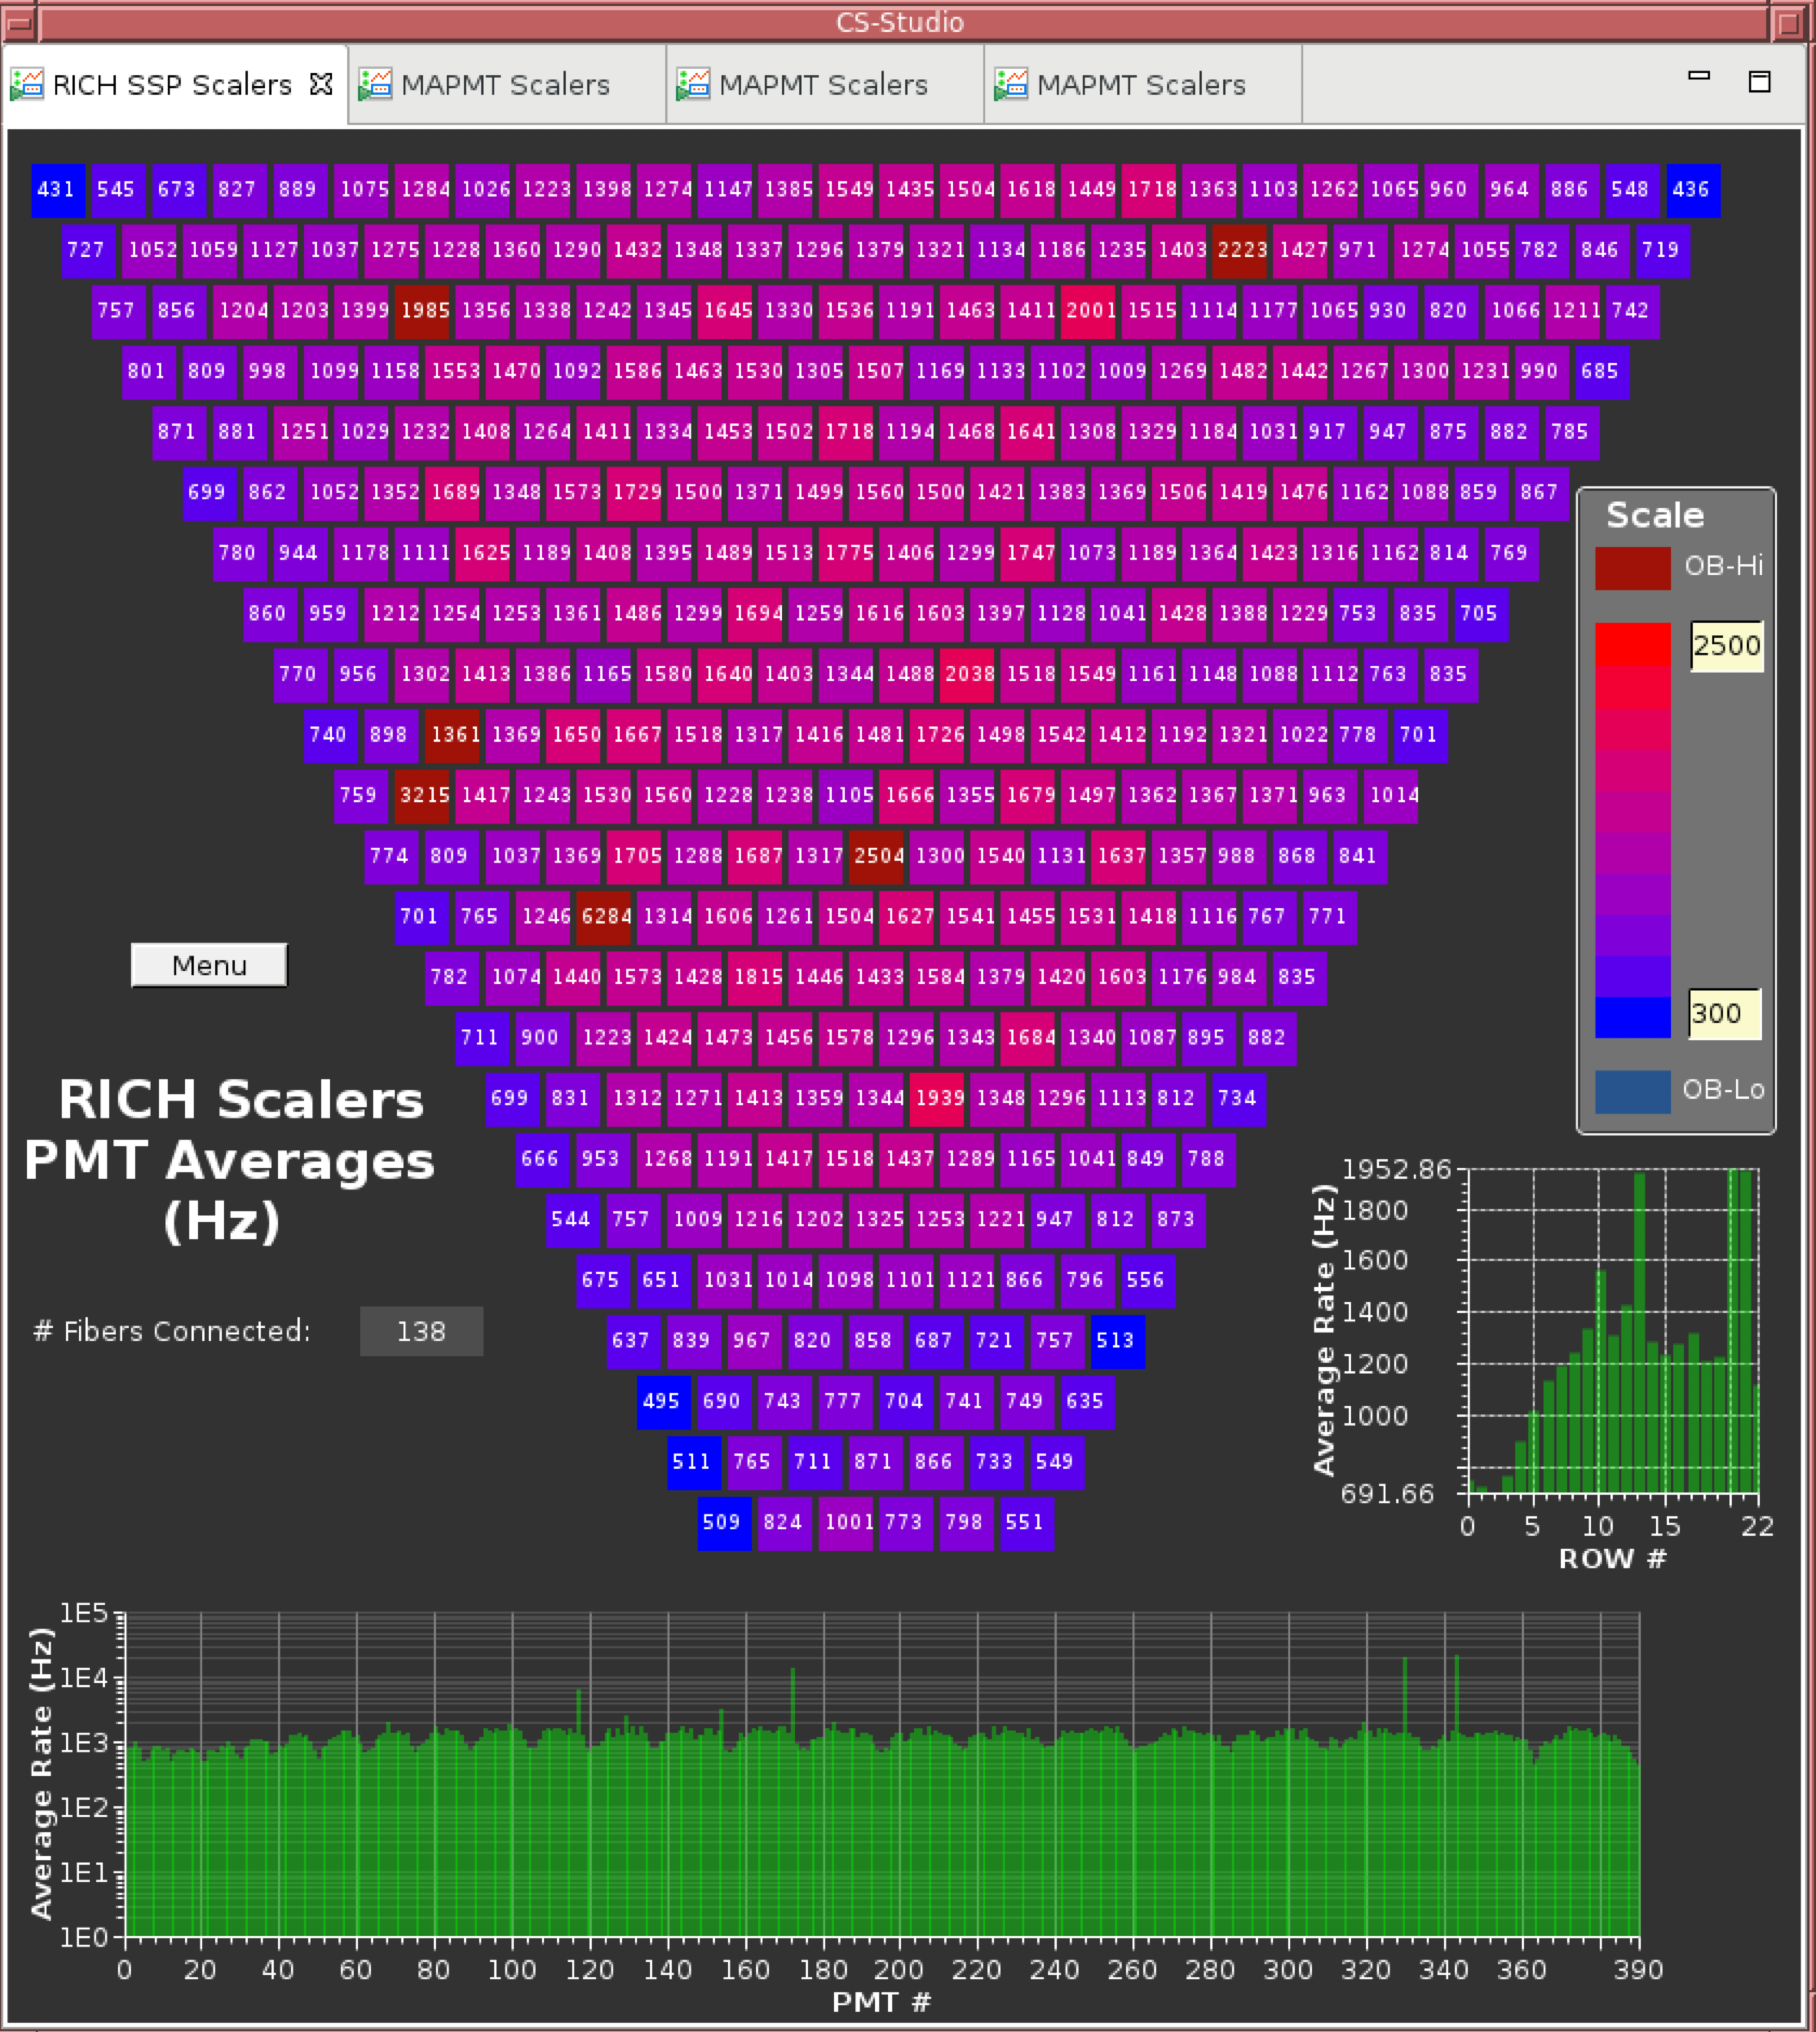 CS-Studio
RICH SSP Scalers MAPMT Scalers MAPMT Scalers MAPMT Scalers
431 545 673 827 889 1075 1284 1026 1223 1398 1274 1147 1385 1549 1435 1504 1618 1449 1718 1363 1103 1262 1065 960 964 886 548 436
727 1052 1059 1127 1037 1275 1228 1360 1290 1432 1348 1337 1296 1379 1321 1134 1186 1235 1403 2223 1427 971 1274 1055 782 846 719
757 856 1204 1203 1399 1985 1356 1338 1242 1345 1645 1330 1536 1191 1463 1411 2001 1515 1114 1177 1065 930 820 1066 1211 742
801 809 998 1099 1158 1553 1470 1092 1586 1463 1530 1305 1507 1169 1133 1102 1009 1269 1482 1442 1267 1300 1231 990 685
871 881 1251 1029 1232 1408 1264 1411 1334 1453 1502 1718 1194 1468 1641 1308 1329 1184 1031 917 947 875 882 785
699 862 1052 1352 1689 1348 1573 1729 1500 1371 1499 1560 1500 1421 1383 1369 1506 1419 1476 1162 1088 859 867
780 944 1178 1111 1625 1189 1408 1395 1489 1513 1775 1406 1299 1747 1073 1189 1364 1423 1316 1162 814 769
860 959 1212 1254 1253 1361 1486 1299 1694 1259 1616 1603 1397 1128 1041 1428 1388 1229 753 835 705
770 956 1302 1413 1386 1165 1580 1640 1403 1344 1488 2038 1518 1549 1161 1148 1088 1112 763 835
740 898 1361 1369 1650 1667 1518 1317 1416 1481 1726 1498 1542 1412 1192 1321 1022 778 701
759 3215 1417 1243 1530 1560 1228 1238 1105 1666 1355 1679 1497 1362 1367 1371 963 1014
774 809 1037 1369 1705 1288 1687 1317 2504 1300 1540 1131 1637 1357 988 868 841
701 765 1246 6284 1314 1606 1261 1504 1627 1541 1455 1531 1418 1116 767 771
782 1074 1440 1573 1428 1815 1446 1433 1584 1379 1420 1603 1176 984 835
711 900 1223 1424 1473 1456 1578 1296 1343 1684 1340 1087 895 882
699 831 1312 1271 1413 1359 1344 1939 1348 1296 1113 812 734
666 953 1268 1191 1417 1518 1437 1289 1165 1041 849 788
544 757 1009 1216 1202 1325 1253 1221 947 812 873
675 651 1031 1014 1098 1101 1121 866 796 556
637 839 967 820 858 687 721 757 513
495 690 743 777 704 741 749 635
511 765 711 871 866 733 549
509 824 1001 773 798 551
Scale
OB-Hi
2500
300
OB-Lo
Menu
RICH Scalers
PMT Averages
(Hz)
# Fibers Connected: 138
Average Rate (Hz)
1952.86
1800
1600
1400
1200
1000
691.66
0 5 10 15 22
ROW #
Average Rate (Hz)
1E5
1E4
1E3
1E2
1E1
1E0
0 20 40 60 80 100 120 140 160 180 200 220 240 260 280 300 320 340 360 390
PMT #